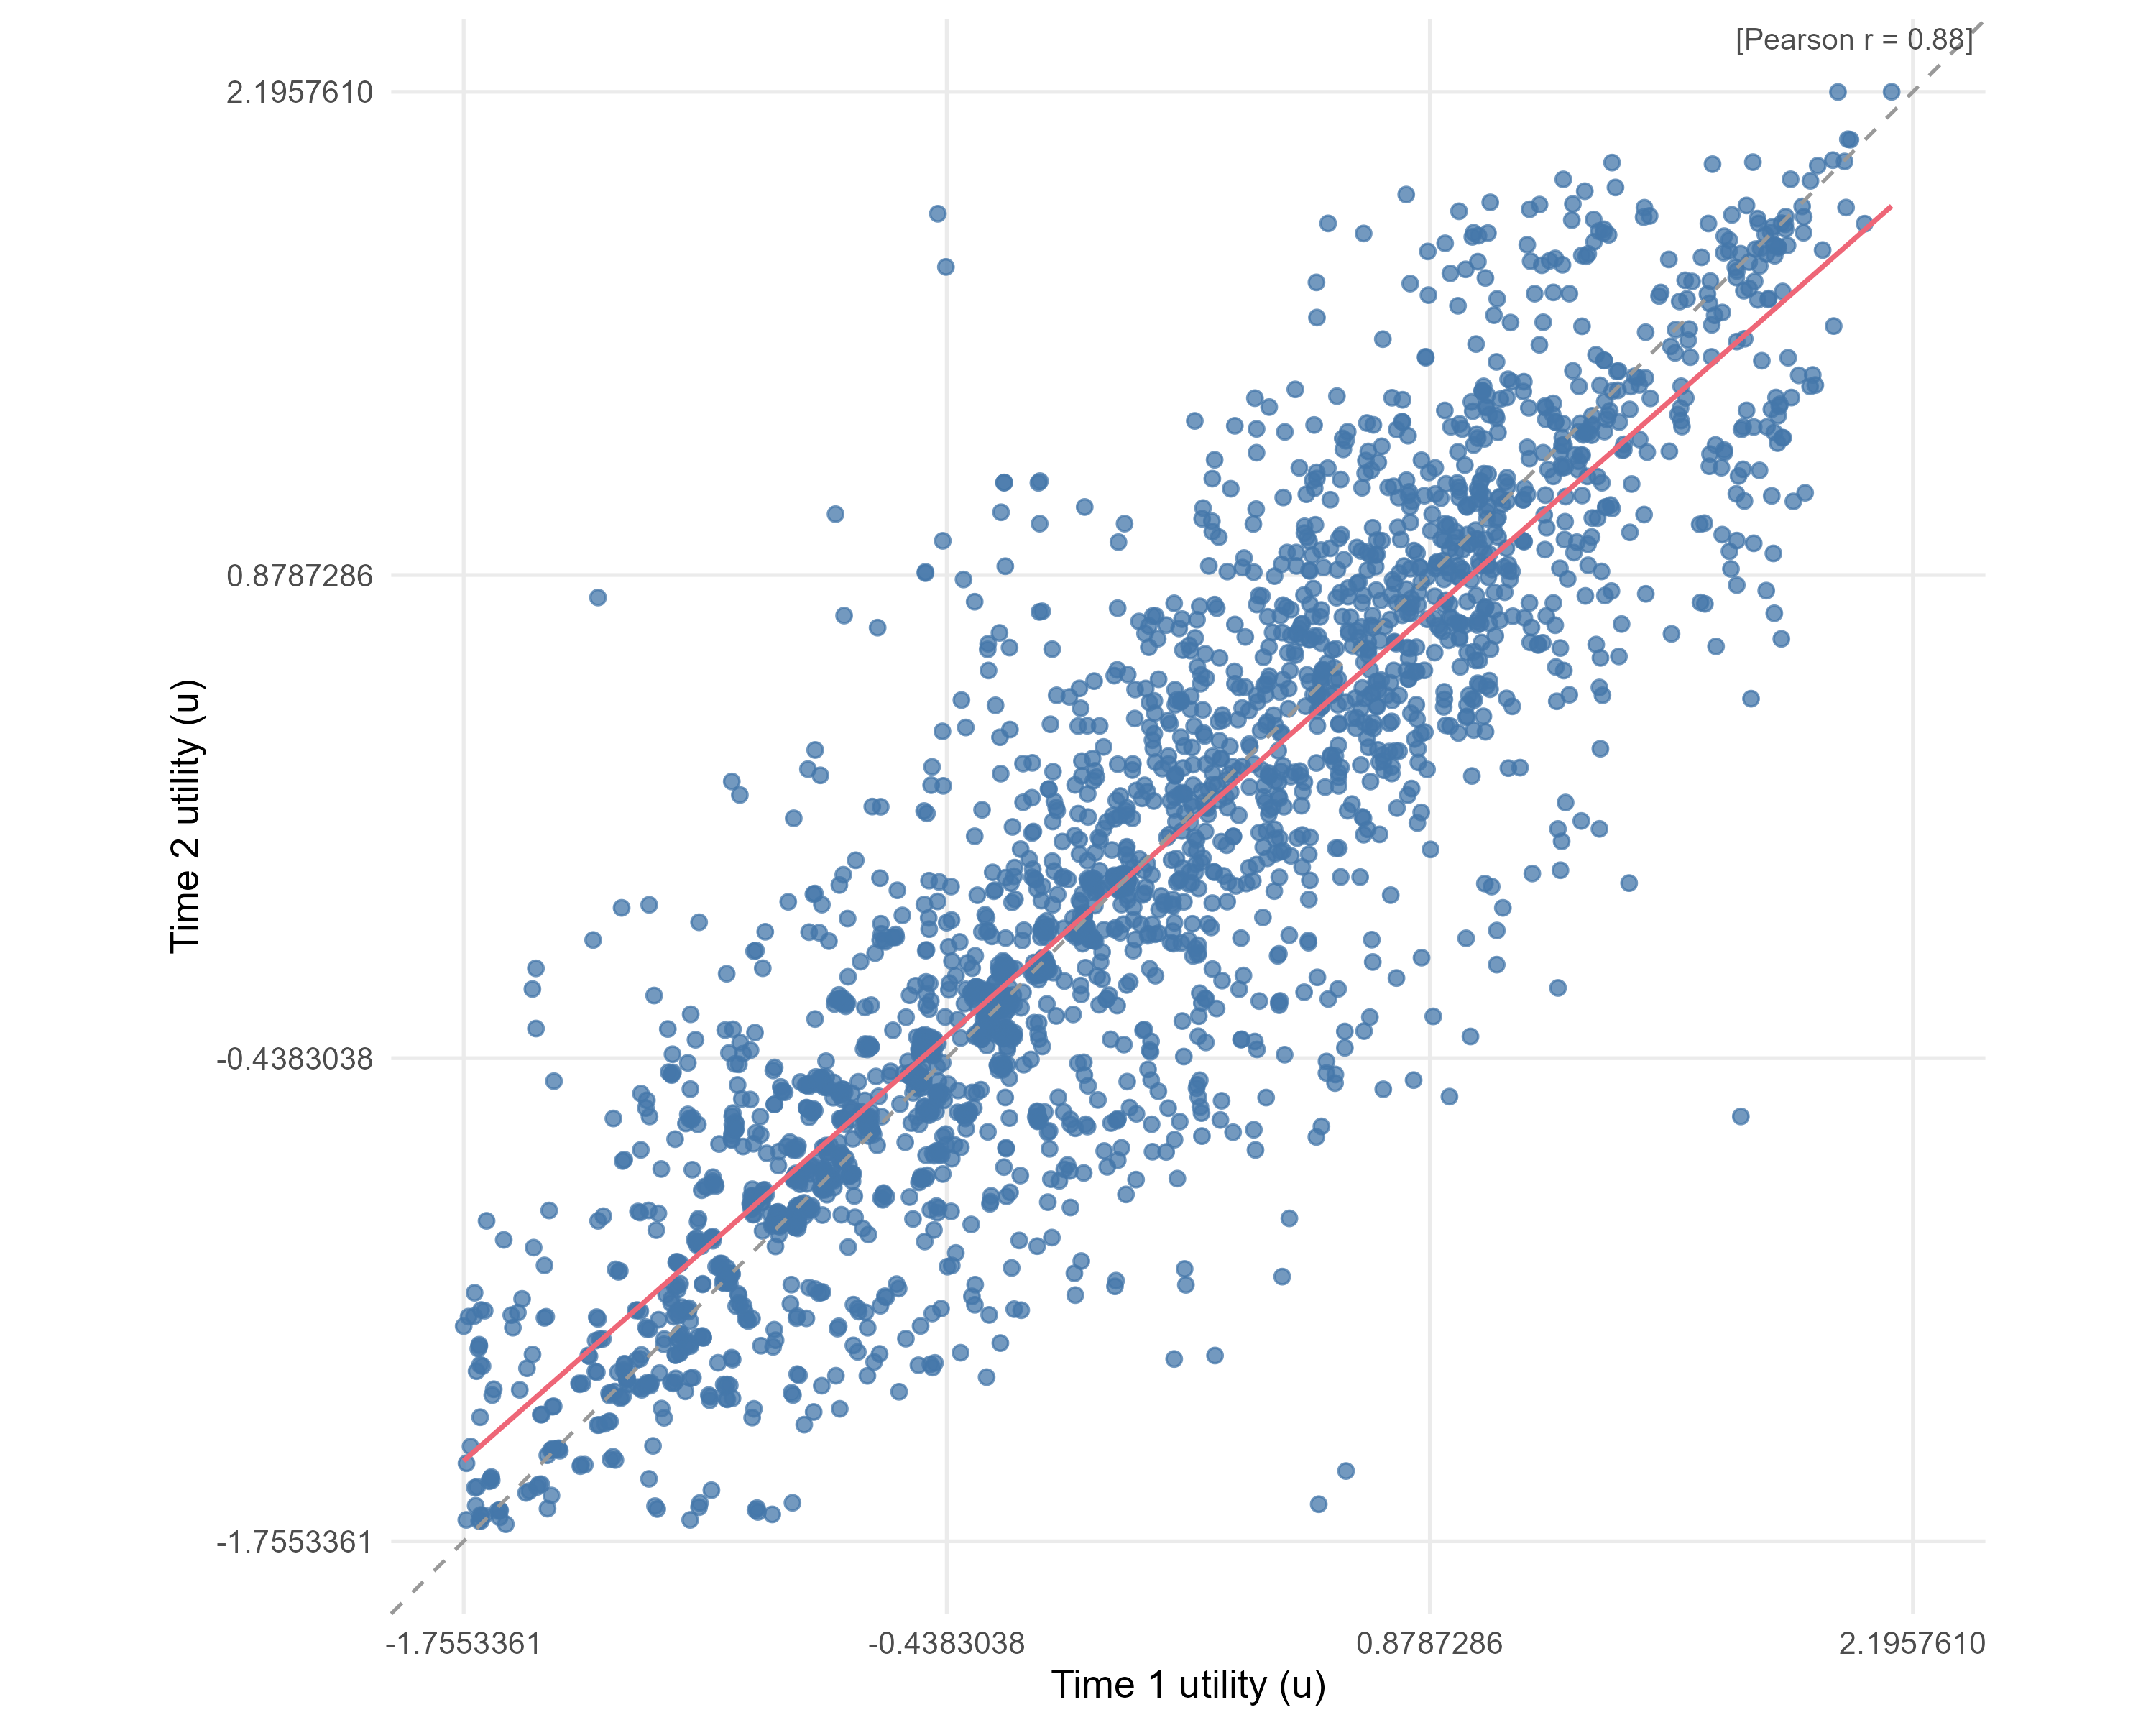 [Pearson r = 0.88]
2.1957610
0.8787286
-0.4383038
-1.7553361
Time 2 utility (u)
-1.7553361
-0.4383038
0.8787286
2.1957610
Time 1 utility (u)